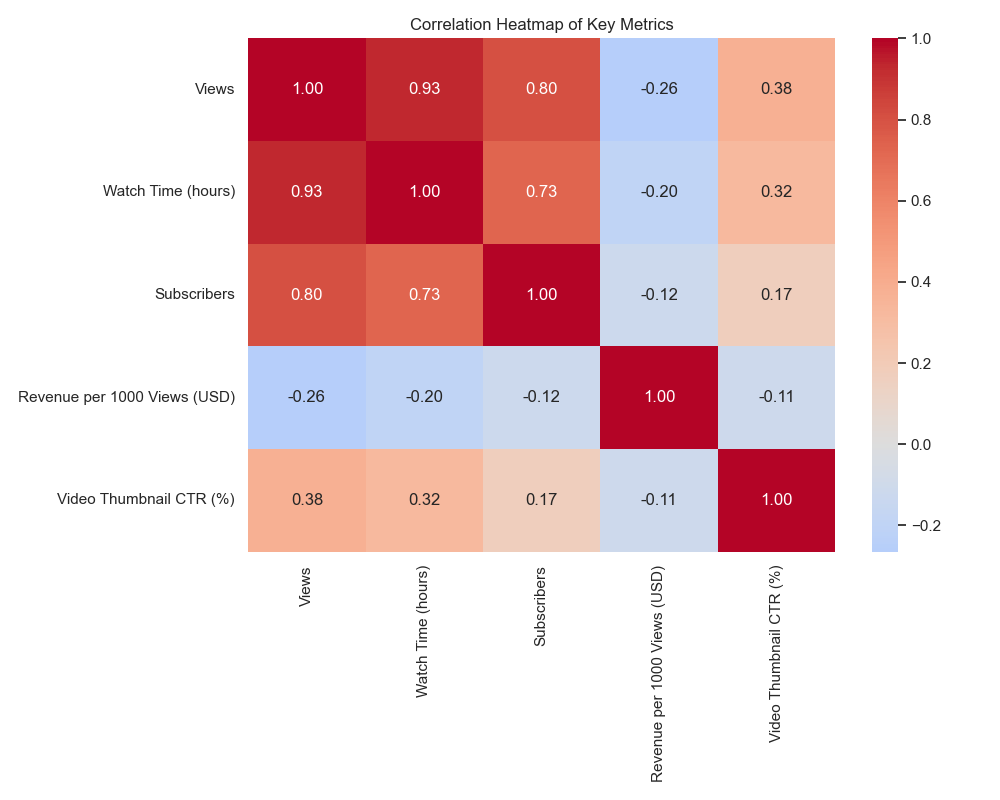 Correlation Heatmap of Key Metrics
Views
1.00 0.93 0.80 -0.26 0.38
Watch Time (hours)
0.93 1.00 0.73 -0.20 0.32
Subscribers
0.80 0.73 1.00 -0.12 0.17
Revenue per 1000 Views (USD)
-0.26 -0.20 -0.12 1.00 -0.11
Video Thumbnail CTR (%)
0.38 0.32 0.17 -0.11 1.00
Views
Watch Time (hours)
Subscribers
Revenue per 1000 Views (USD)
Video Thumbnail CTR (%)
1.0
0.8
0.6
0.4
0.2
0.0
−0.2